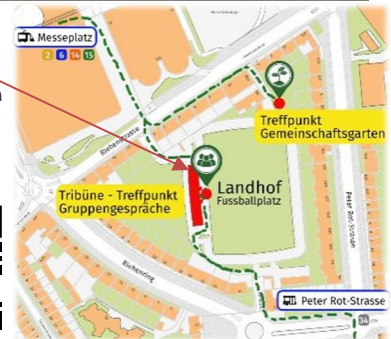 Messeplatz
2 6 14 15
Treffpunkt
Gemeinschaftsgarten
Riehenstrasse
Landhof
Fussballplatz
Tribüne - Treffpunkt
Gruppengespräche
Peter Rot-Strasse
Riehenring
Peter Rot-Strasse
34